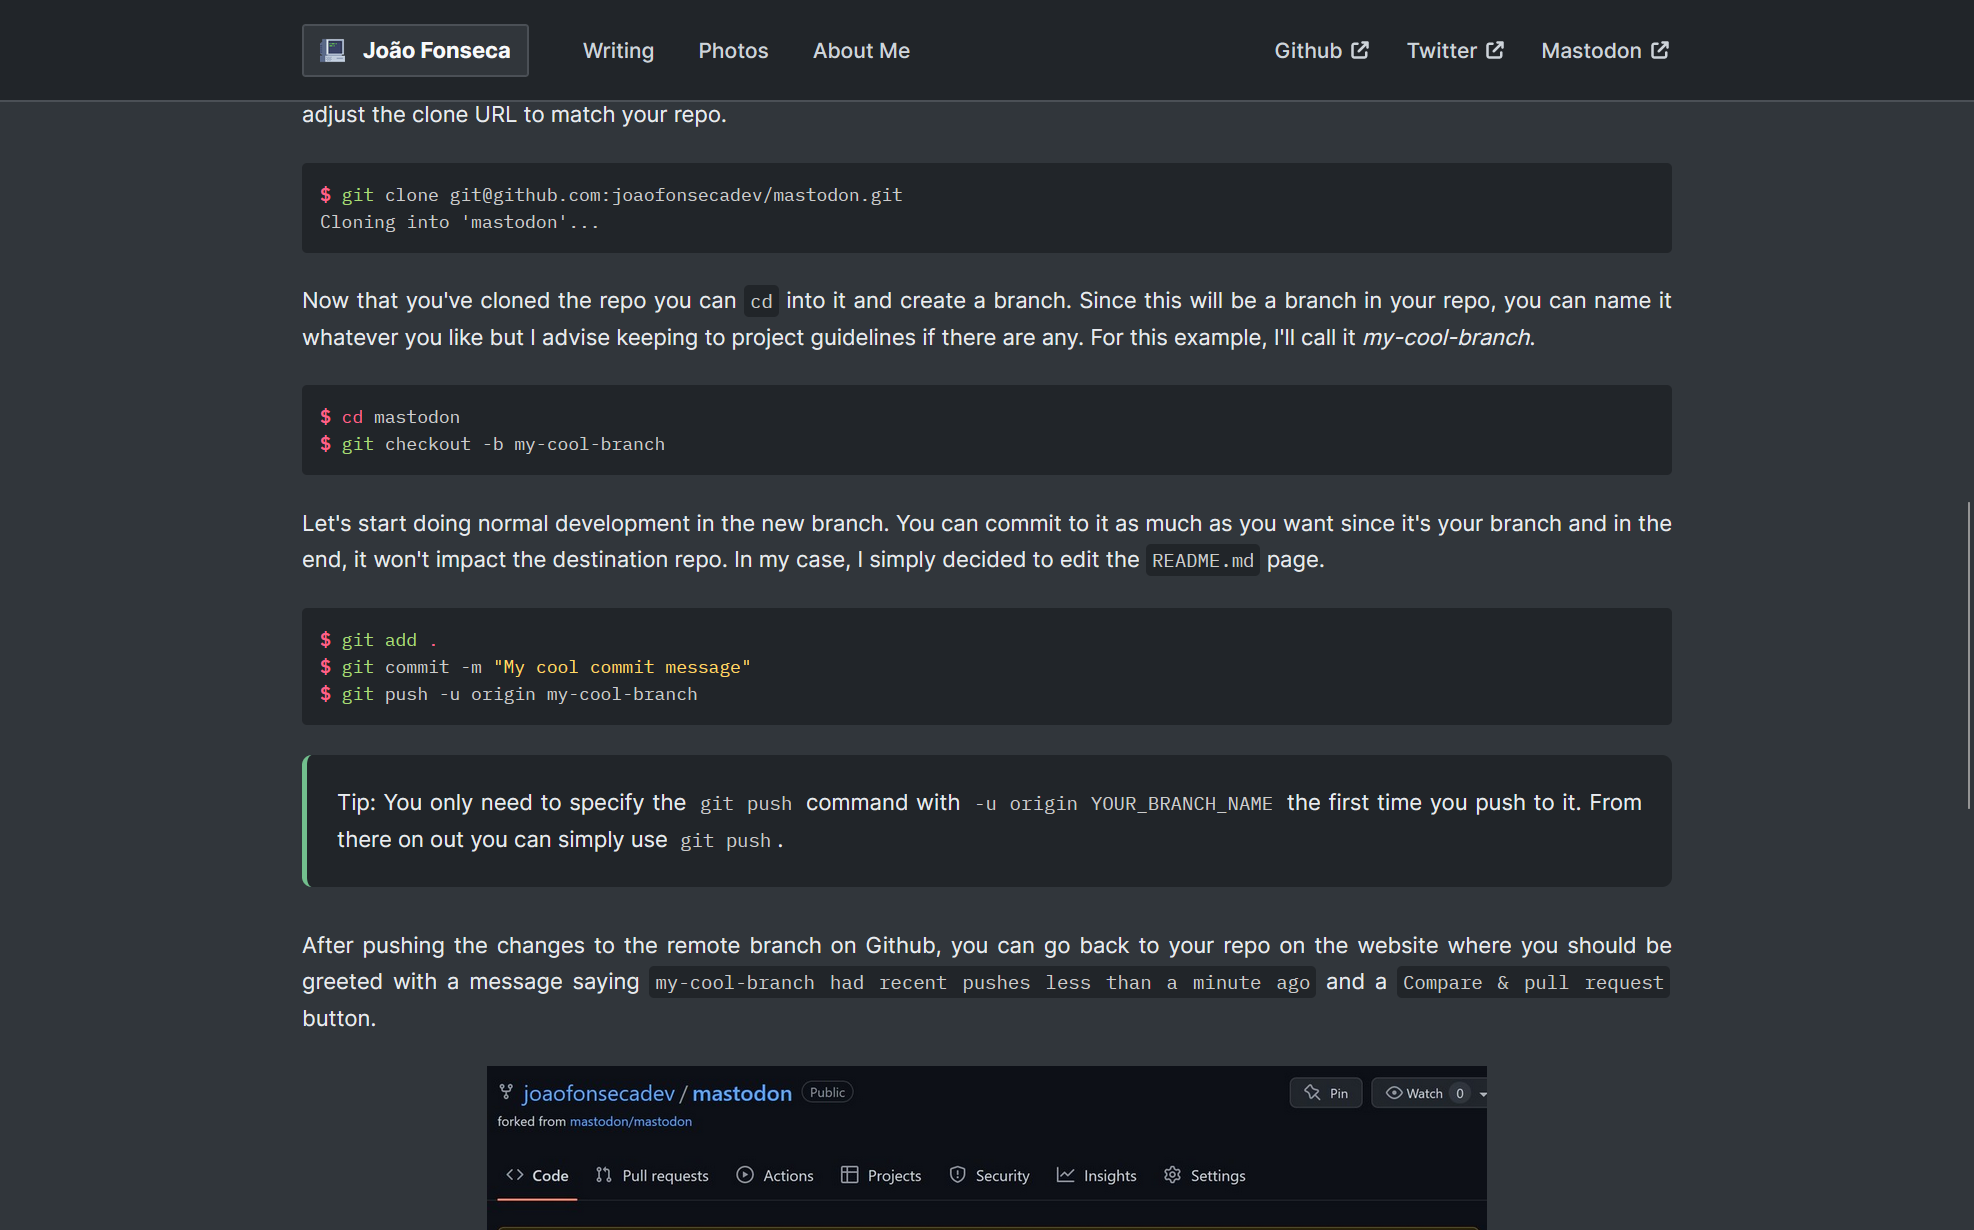 João Fonseca Writing Photos About Me Github Twitter Mastodon
adjust the clone URL to match your repo.
$ git clone git@github.com:joaofonsecadev/mastodon.git
Cloning into 'mastodon'...
Now that you've cloned the repo you can cd into it and create a branch. Since this will be a branch in your repo, you can name it
whatever you like but I advise keeping to project guidelines if there are any. For this example, I'll call it my-cool-branch.
$ cd mastodon
$ git checkout -b my-cool-branch
Let's start doing normal development in the new branch. You can commit to it as much as you want since it's your branch and in the
end, it won't impact the destination repo. In my case, I simply decided to edit the README.md page.
$ git add .
$ git commit -m "My cool commit message"
$ git push -u origin my-cool-branch
Tip: You only need to specify the git push command with -u origin YOUR_BRANCH_NAME the first time you push to it. From
there on out you can simply use git push.
After pushing the changes to the remote branch on Github, you can go back to your repo on the website where you should be
greeted with a message saying my-cool-branch had recent pushes less than a minute ago and a Compare & pull request
button.
joaofonsecadev / mastodon Public Pin Watch 0
forked from mastodon/mastodon
Code Pull requests Actions Projects Security Insights Settings